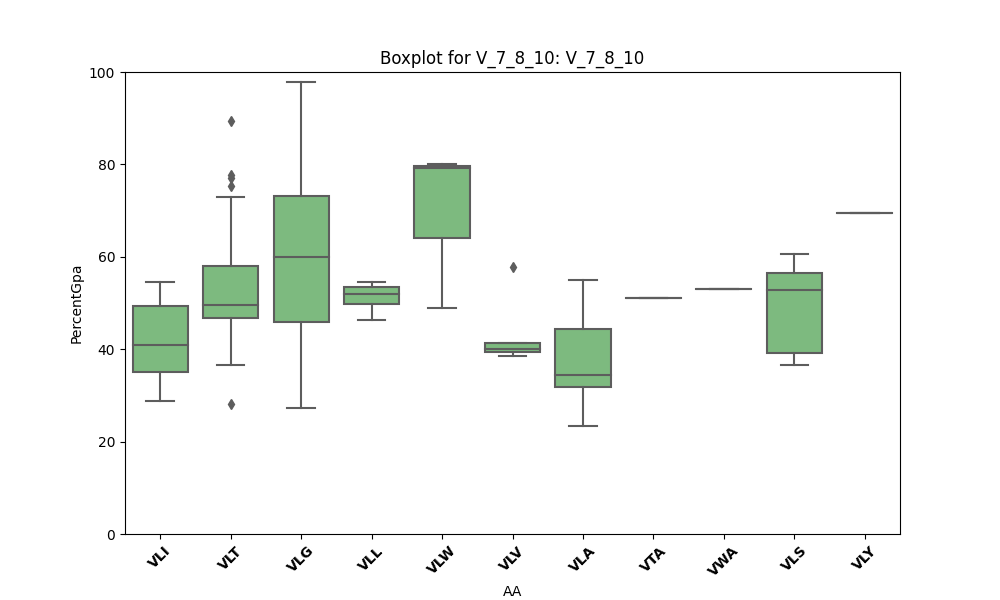 Boxplot for V_7_8_10: V_7_8_10
100
80
60
40
20
0
PercentGpa
VLI
VLT
VLG
VLL
VLW
VLV
VLA
VTA
VWA
VLS
VLY
AA